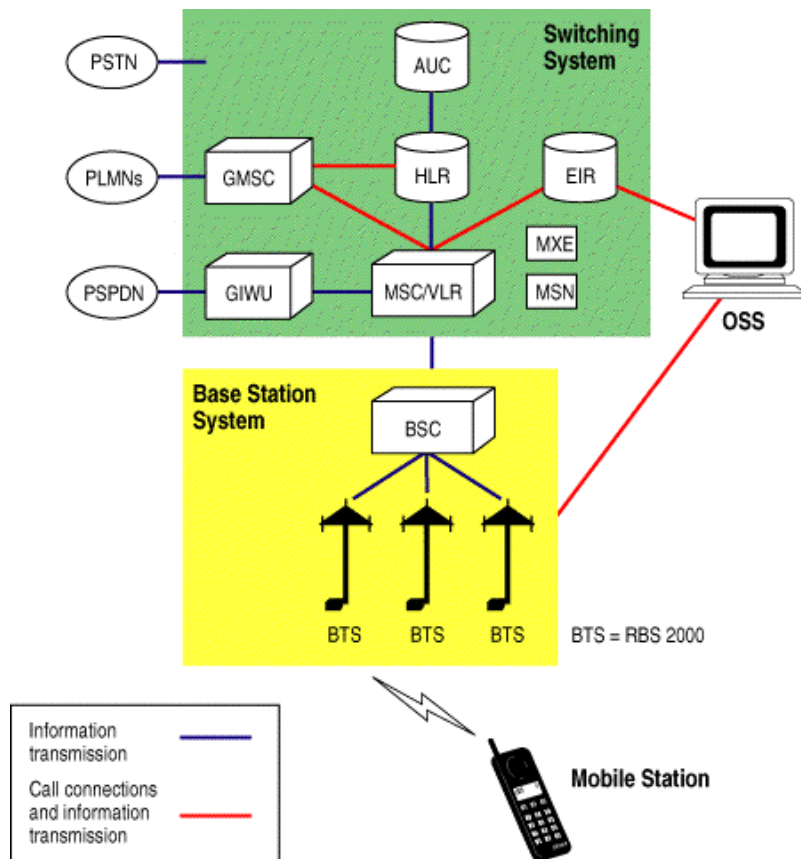 Switching
System
PSTN
AUC
PLMNs
GMSC
HLR
EIR
MXE
PSPDN
GIWU
MSC/VLR
MSN
OSS
Base Station
System
BSC
BTS
BTS
BTS
BTS = RBS 2000
Information
transmission
Call connections
and information
transmission
Mobile Station